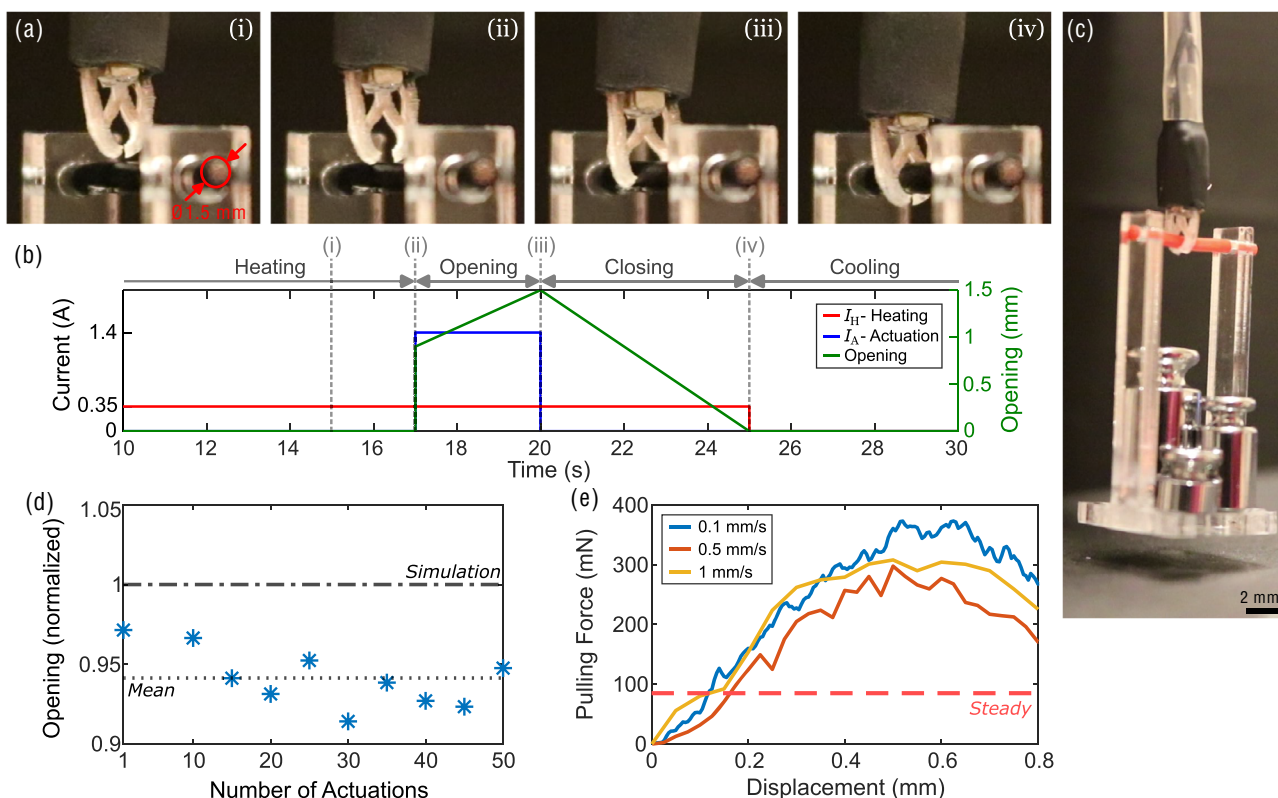 (a)
(i)
(ii)
(iii)
(iv)
(c)
Ø1.5 mm
(b)
(i)
(ii)
(iii)
(iv)
Heating
Opening
Closing
Cooling
Current (A)
1.4
0.35
0
I_H - Heating
I_A - Actuation
Opening
1.5
1
0.5
0
Opening (mm)
10 12 14 16 18 20 22 24 26 28 30
Time (s)
2 mm
(d)
Opening (normalized)
1.05
1
0.95
0.9
Simulation
Mean
1 10 20 30 40 50
Number of Actuations
(e)
Pulling Force (mN)
400
300
200
100
0
0.1 mm/s
0.5 mm/s
1 mm/s
Steady
0 0.2 0.4 0.6 0.8
Displacement (mm)